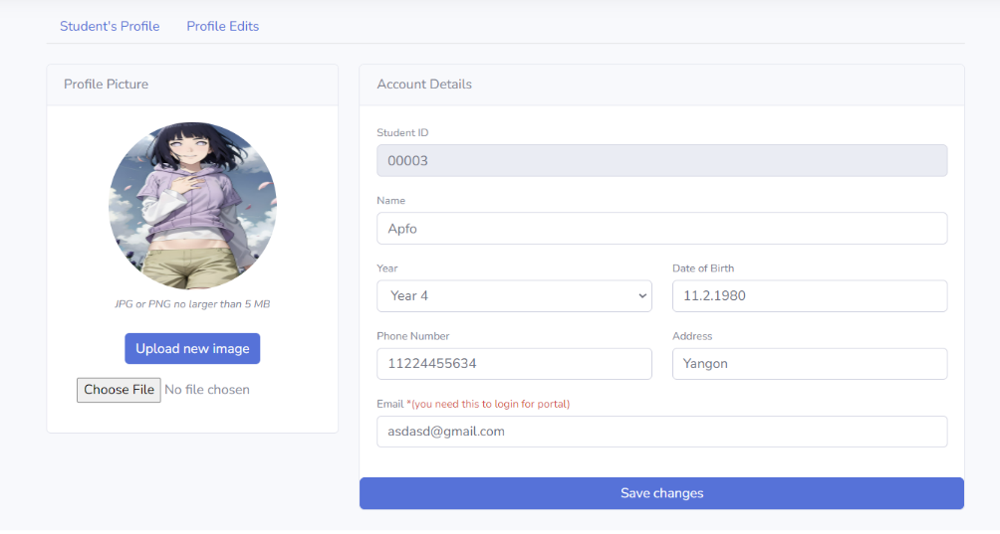 Student's Profile Profile Edits
Profile Picture
JPG or PNG no larger than 5 MB
Upload new image
Choose File No file chosen
Account Details
Student ID
00003
Name
Apfo
Year Date of Birth
Year 4 11.2.1980
Phone Number Address
11224455634 Yangon
Email *(you need this to login for portal)
asdasd@gmail.com
Save changes